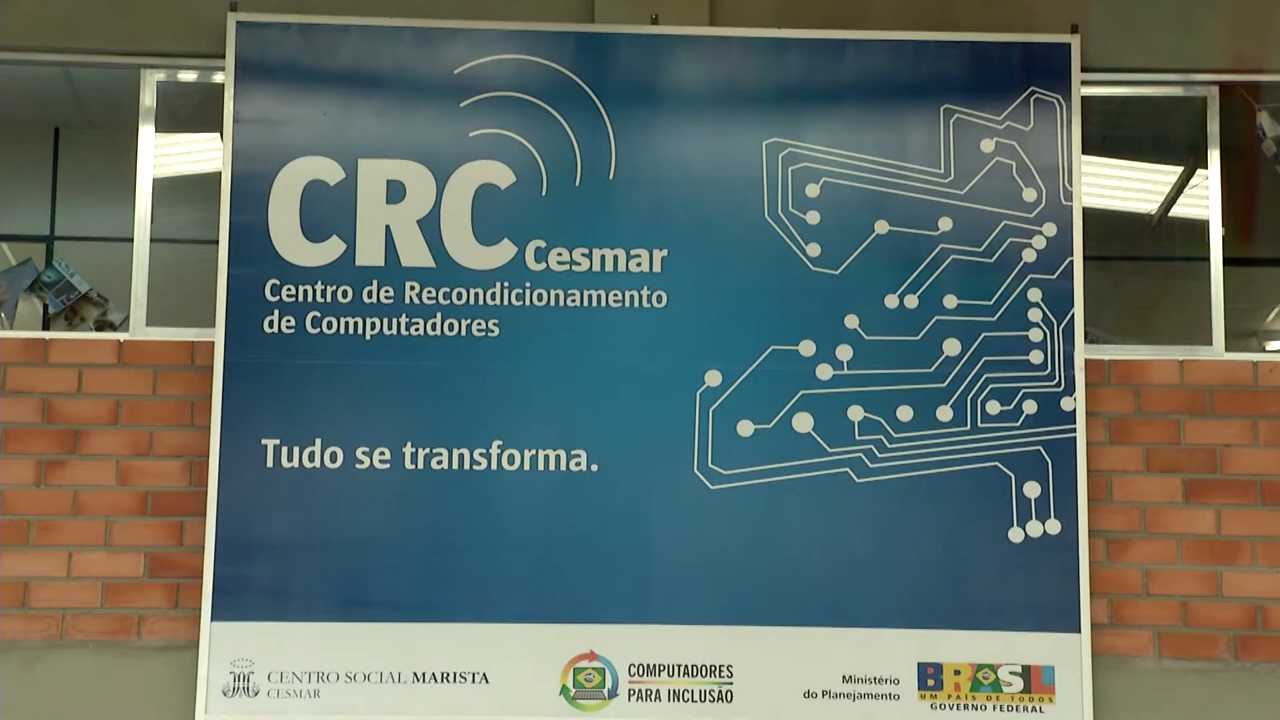 CRC Cesmar
Centro de Recondicionamento
de Computadores
Tudo se transforma.
CENTRO SOCIAL MARISTA
CESMAR
COMPUTADORES
PARA INCLUSÃO
Ministério
do Planejamento
BRASIL
UM PAÍS DE TODOS
GOVERNO FEDERAL